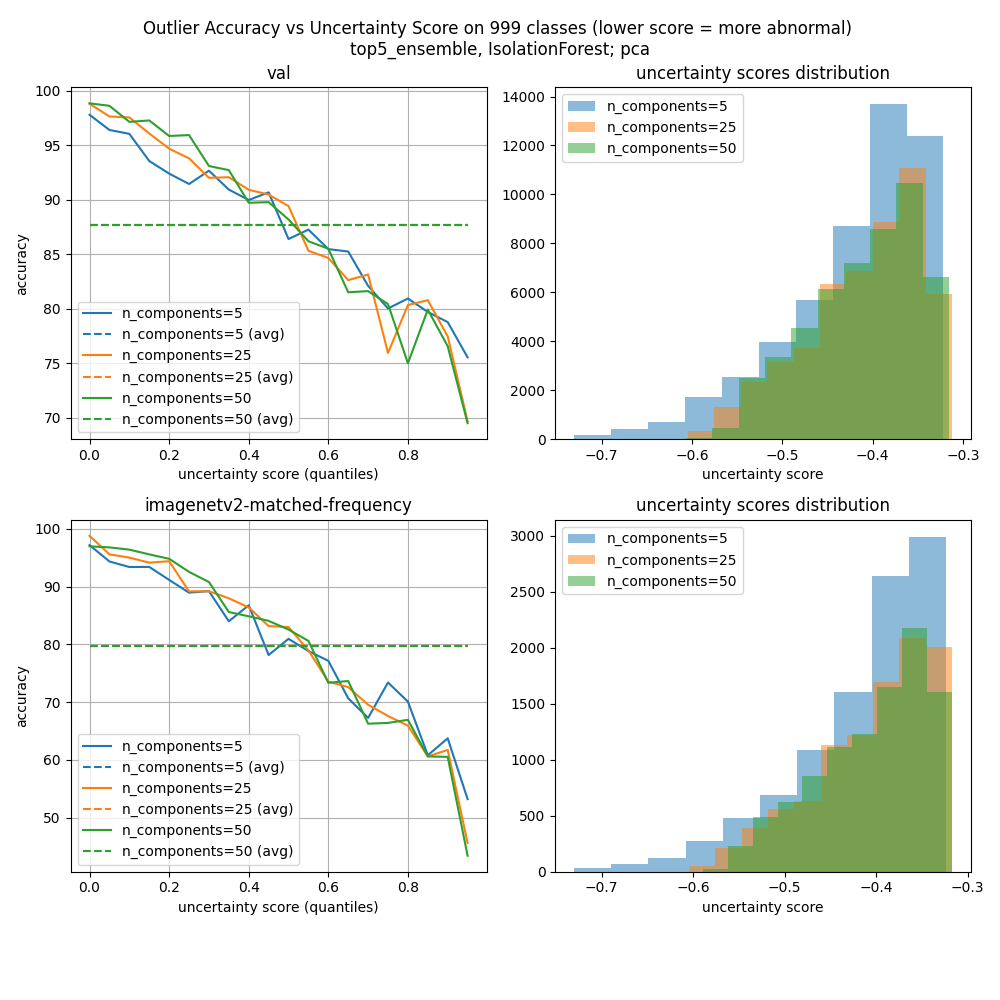 Outlier Accuracy vs Uncertainty Score on 999 classes (lower score = more abnormal)
top5_ensemble, IsolationForest; pca
val
100
95
90
85
80
75
70
accuracy
n_components=5
n_components=5 (avg)
n_components=25
n_components=25 (avg)
n_components=50
n_components=50 (avg)
0.0 0.2 0.4 0.6 0.8
uncertainty score (quantiles)
uncertainty scores distribution
14000
12000
10000
8000
6000
4000
2000
0
n_components=5
n_components=25
n_components=50
−0.7 −0.6 −0.5 −0.4 −0.3
uncertainty score
imagenetv2-matched-frequency
100
90
80
70
60
50
accuracy
n_components=5
n_components=5 (avg)
n_components=25
n_components=25 (avg)
n_components=50
n_components=50 (avg)
0.0 0.2 0.4 0.6 0.8
uncertainty score (quantiles)
uncertainty scores distribution
3000
2500
2000
1500
1000
500
0
n_components=5
n_components=25
n_components=50
−0.7 −0.6 −0.5 −0.4 −0.3
uncertainty score